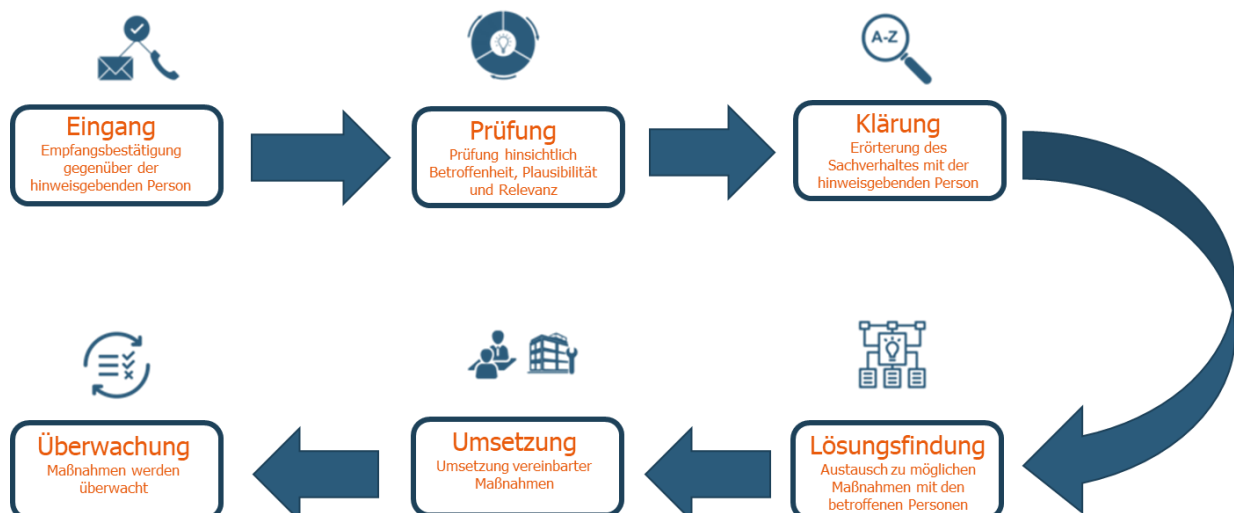 A-Z
Eingang
Empfangsbestätigung
gegenüber der
hinweisgebenden Person
Prüfung
Prüfung hinsichtlich
Betroffenheit, Plausibilität
und Relevanz
Klärung
Erörterung des
Sachverhaltes mit der
hinweisgebenden Person
Lösungsfindung
Austausch zu möglichen
Maßnahmen mit den
betroffenen Personen
Umsetzung
Umsetzung vereinbarter
Maßnahmen
Überwachung
Maßnahmen werden
überwacht